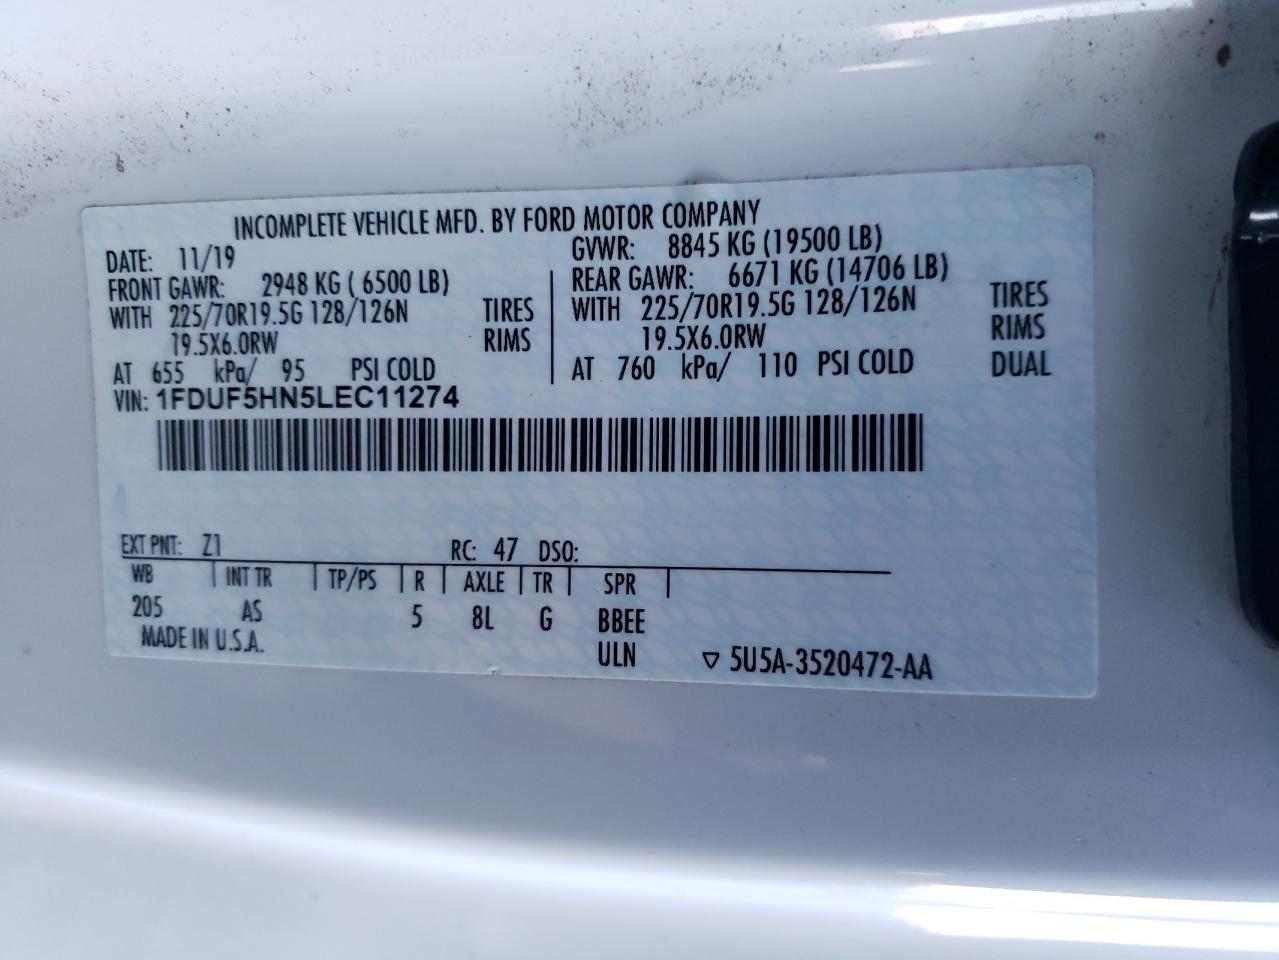 INCOMPLETE VEHICLE MFD. BY FORD MOTOR COMPANY
DATE: 11/19 GVWR: 8845 KG (19500 LB)
FRONT GAWR: 2948 KG ( 6500 LB) REAR GAWR: 6671 KG (14706 LB)
WITH 225/70R19.5G 128/126N TIRES WITH 225/70R19.5G 128/126N TIRES
19.5X6.0RW RIMS 19.5X6.0RW RIMS
AT 655 kPa/ 95 PSI COLD AT 760 kPa/ 110 PSI COLD DUAL
VIN: 1FDUF5HN5LEC11274
EXT PNT: Z1 RC: 47 DSO:
WB INT TR TP/PS R AXLE TR SPR
205 AS 5 8L G BBEE
MADE IN U.S.A. ULN ▽ 5U5A-3520472-AA